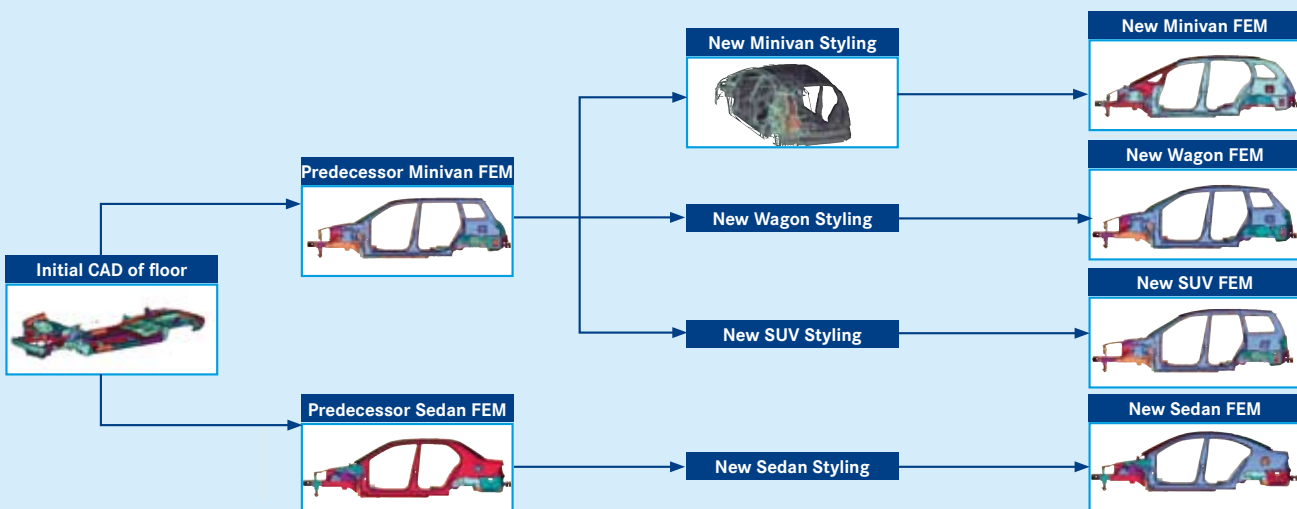 New Minivan FEM
New Minivan Styling
Predecessor Minivan FEM
New Wagon FEM
New Wagon Styling
Initial CAD of floor
New SUV FEM
New SUV Styling
Predecessor Sedan FEM
New Sedan FEM
New Sedan Styling